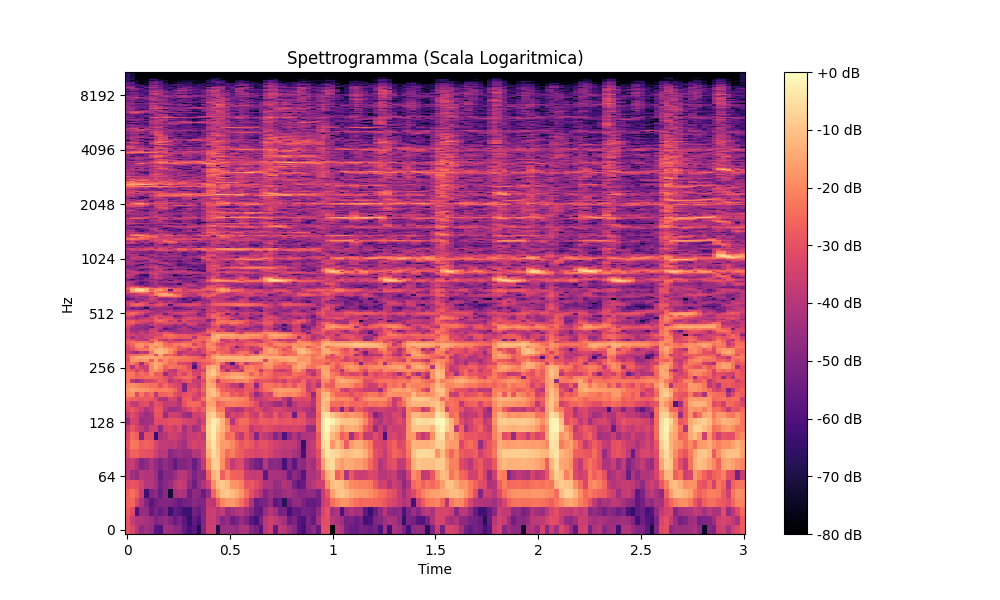 Spettrogramma (Scala Logaritmica)
Hz
8192
4096
2048
1024
512
256
128
64
0
0 0.5 1 1.5 2 2.5 3
Time
+0 dB
-10 dB
-20 dB
-30 dB
-40 dB
-50 dB
-60 dB
-70 dB
-80 dB